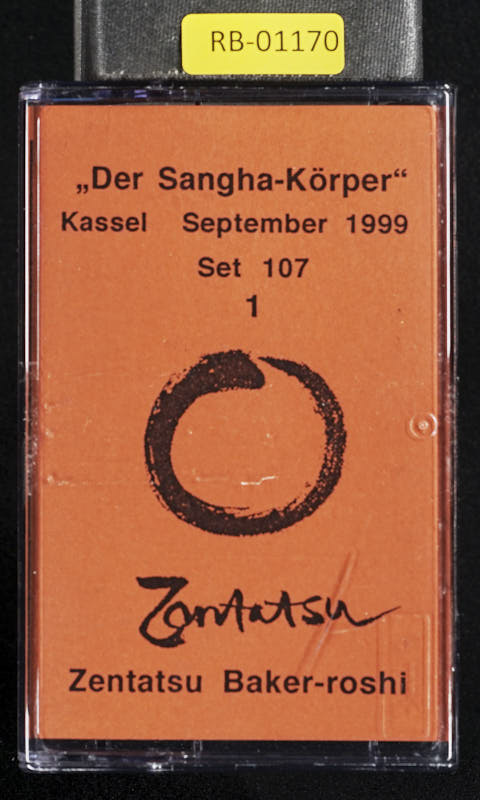 RB-01170
„Der Sangha-Körper“
Kassel September 1999
Set 107
1
Zentatsu
Zentatsu Baker-roshi